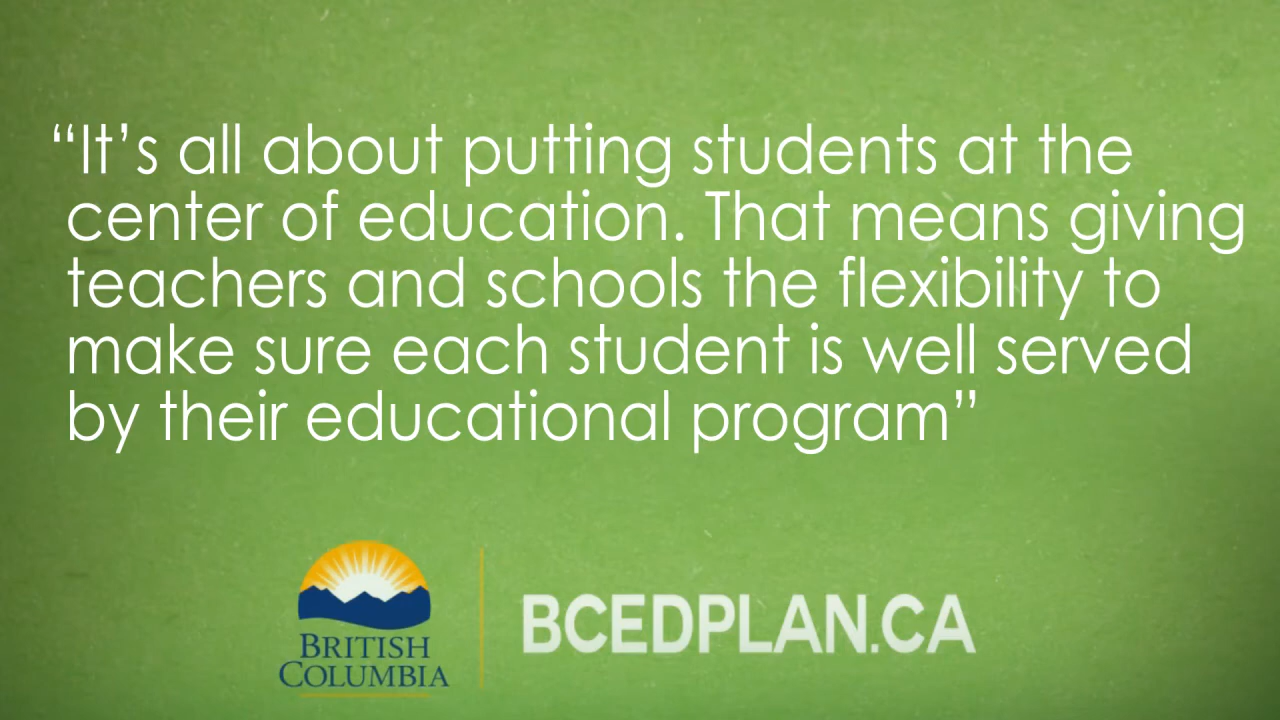 “It’s all about putting students at the
center of education. That means giving
teachers and schools the flexibility to
make sure each student is well served
by their educational program”
BRITISH
COLUMBIA
BCEDPLAN.CA